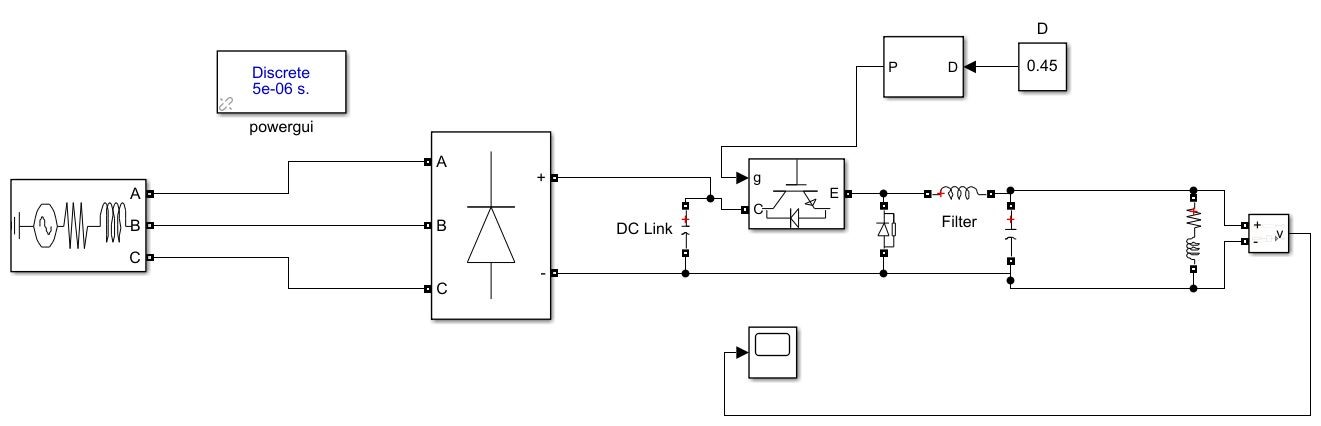 D
Discrete
5e-06 s.
P
D
0.45
powergui
A
B
C
A
B
C
+
-
g
C
E
DC Link
+
+
Filter
+
+
+
-
v